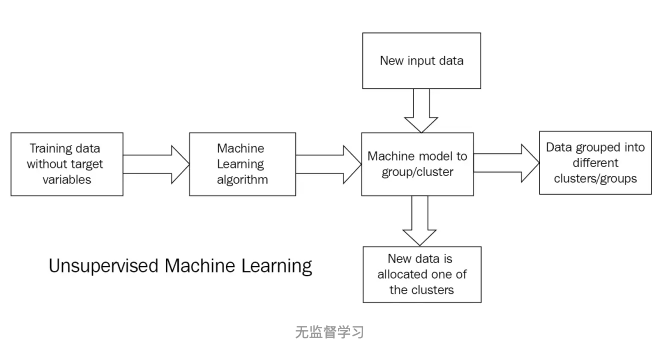 New input data
Training data
without target
variables
Machine
Learning
algorithm
Machine model to
group/cluster
Data grouped into
different
clusters/groups
New data is
allocated one of
the clusters
Unsupervised Machine Learning
无监督学习